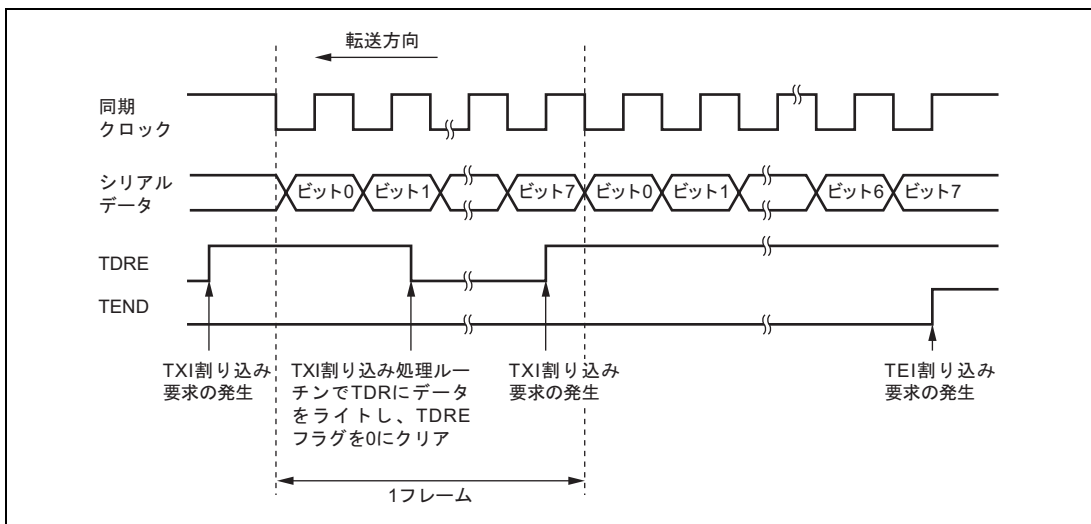 転送方向
同期
クロック
シリアル
データ
ビット0
ビット1
ビット7
ビット0
ビット1
ビット6
ビット7
TDRE
TEND
TXI割り込み
要求の発生
TXI割り込み処理ルー
チンでTDRにデータ
をライトし、TDRE
フラグを0にクリア
TXI割り込み
要求の発生
TEI割り込み
要求の発生
1フレーム